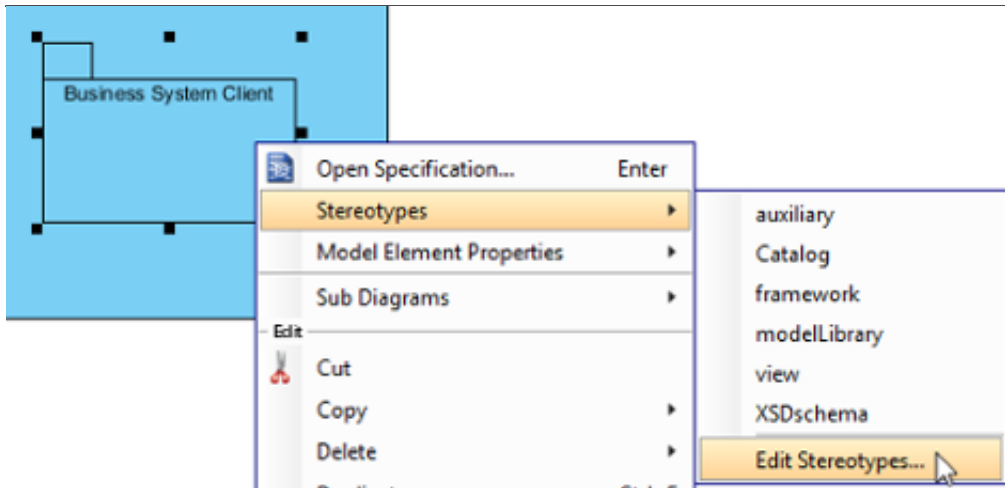 Business System Client
Open Specification... Enter
Stereotypes
Model Element Properties
Sub Diagrams
Edit
Cut
Copy
Delete
auxiliary
Catalog
framework
modelLibrary
view
XSDschema
Edit Stereotypes...